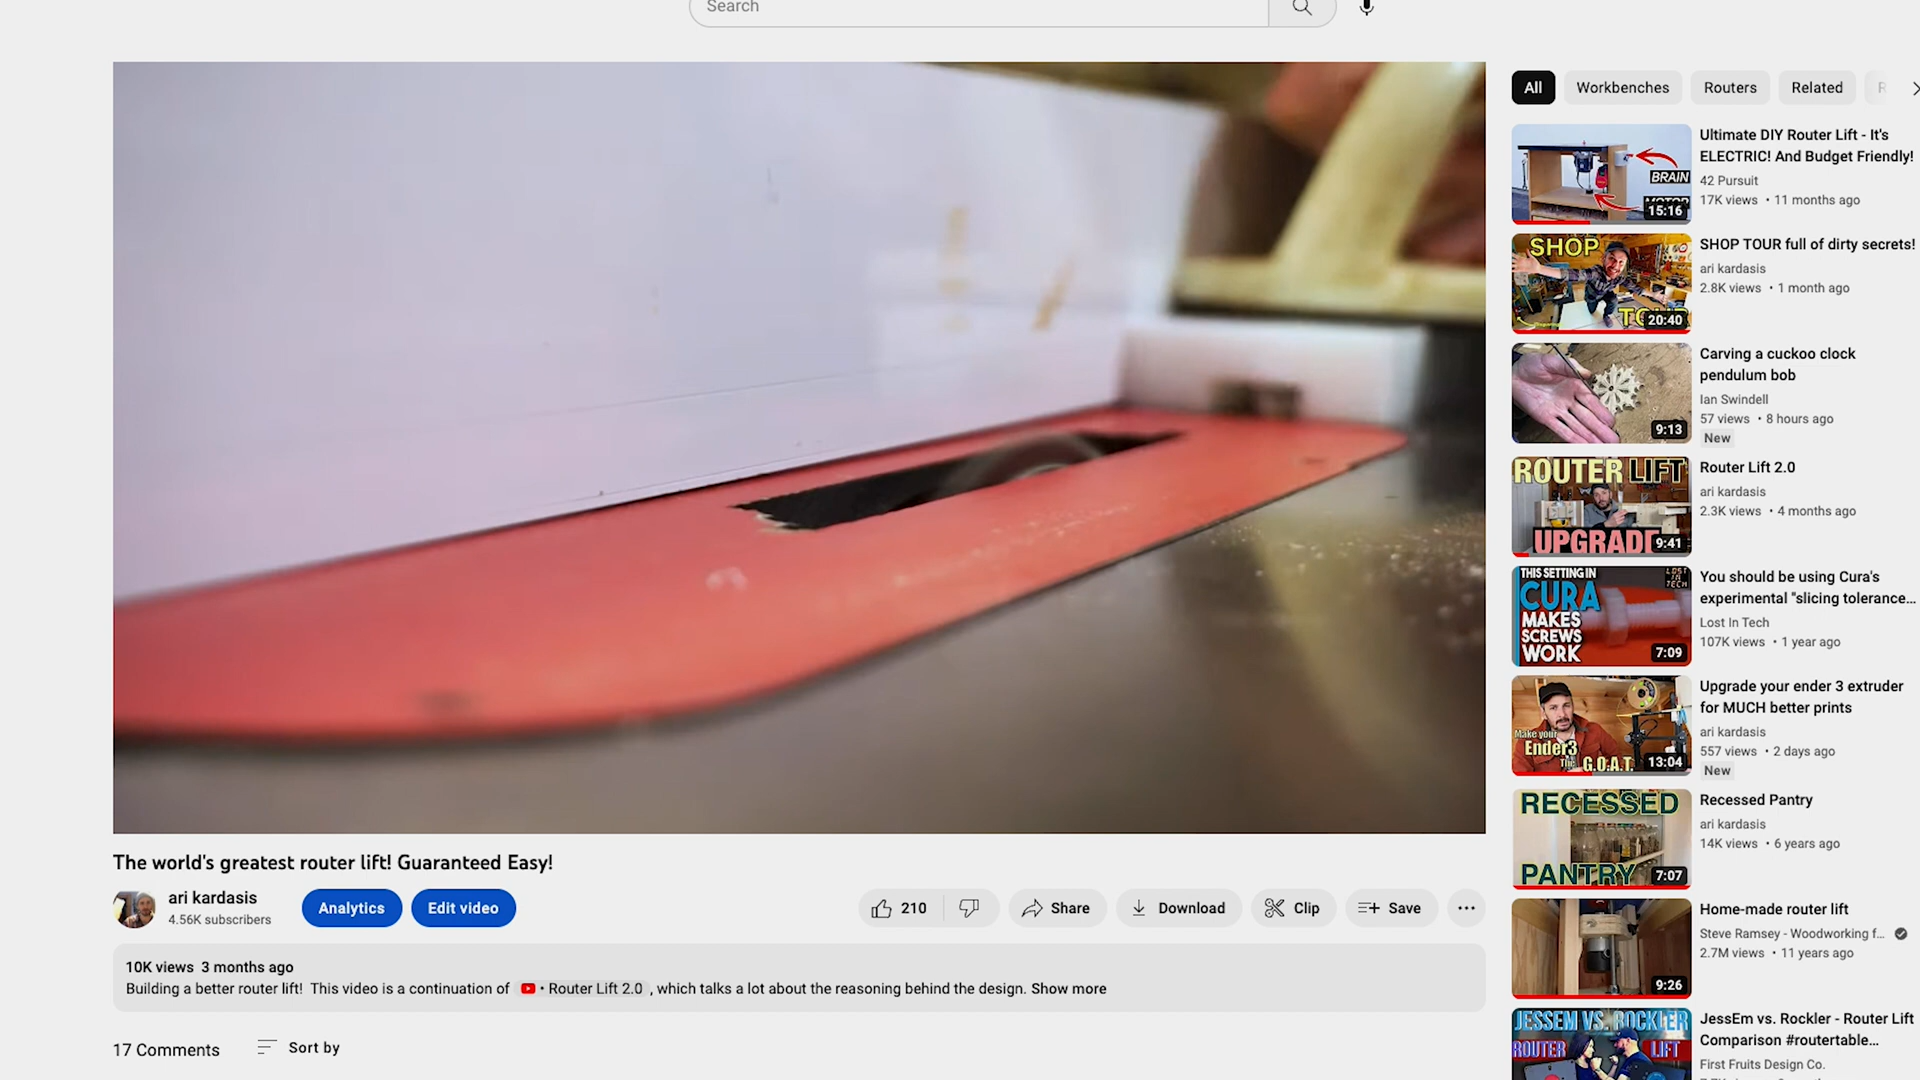 Search
All
Workbenches
Routers
Related
R
BRAIN
15:16
Ultimate DIY Router Lift - It's
ELECTRIC! And Budget Friendly!
42 Pursuit
17K views • 11 months ago
SHOP
20:40
SHOP TOUR full of dirty secrets!
ari kardasis
2.8K views • 1 month ago
9:13
Carving a cuckoo clock
pendulum bob
Ian Swindell
57 views • 8 hours ago
New
ROUTER LIFT
UPGRADE
9:41
Router Lift 2.0
ari kardasis
2.3K views • 4 months ago
THIS SETTING IN
LOST
IN
TECH
CURA
MAKES
SCREWS
WORK
7:09
You should be using Cura's
experimental "slicing tolerance...
Lost In Tech
107K views • 1 year ago
Make your
Ender3
The G.O.A.T.
13:04
Upgrade your ender 3 extruder
for MUCH better prints
ari kardasis
557 views • 2 days ago
New
RECESSED
PANTRY
7:07
Recessed Pantry
ari kardasis
14K views • 6 years ago
9:26
Home-made router lift
Steve Ramsey - Woodworking f...
2.7M views • 11 years ago
JESSEM VS. ROCKLER
ROUTER LIFT
JessEm vs. Rockler - Router Lift
Comparison #routertable...
First Fruits Design Co.
The world's greatest router lift! Guaranteed Easy!
ari kardasis
4.56K subscribers
Analytics
Edit video
210
Share
Download
Clip
Save
10K views 3 months ago
Building a better router lift! This video is a continuation of • Router Lift 2.0 , which talks a lot about the reasoning behind the design. Show more
17 Comments
Sort by